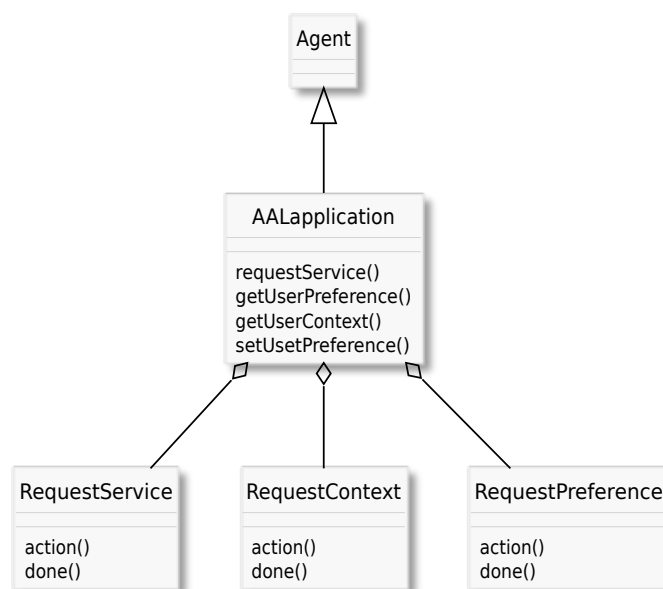 Agent
AALapplication
requestService()
getUserPreference()
getUserContext()
setUsetPreference()
RequestService
action()
done()
RequestContext
action()
done()
RequestPreference
action()
done()